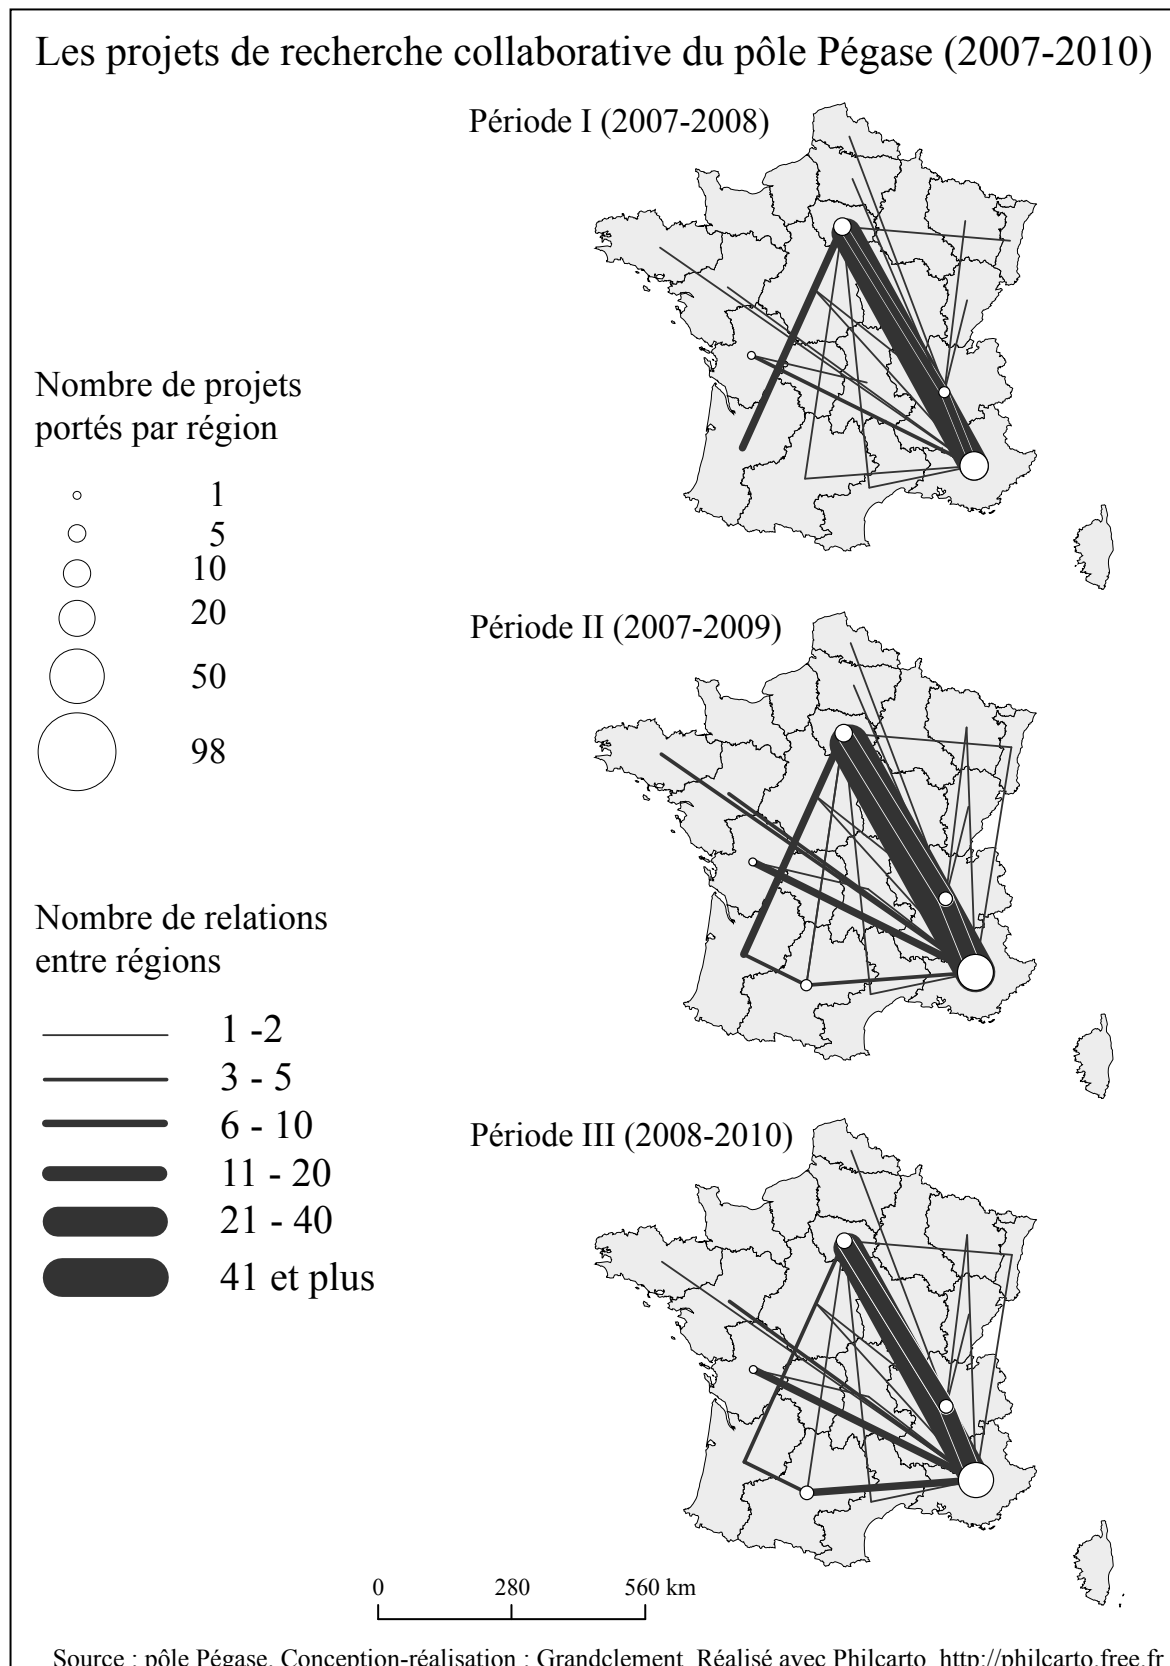 Les projets de recherche collaborative du pôle Pégase (2007-2010)
Période I (2007-2008)
Nombre de projets
portés par région
1
5
10
20
50
98
Période II (2007-2009)
Nombre de relations
entre régions
1 -2
3 - 5
6 - 10
11 - 20
21 - 40
41 et plus
Période III (2008-2010)
0 280 560 km
Source : pôle Pégase. Conception-réalisation : Grandclement Réalisé avec Philcarto http://philcarto.free.fr